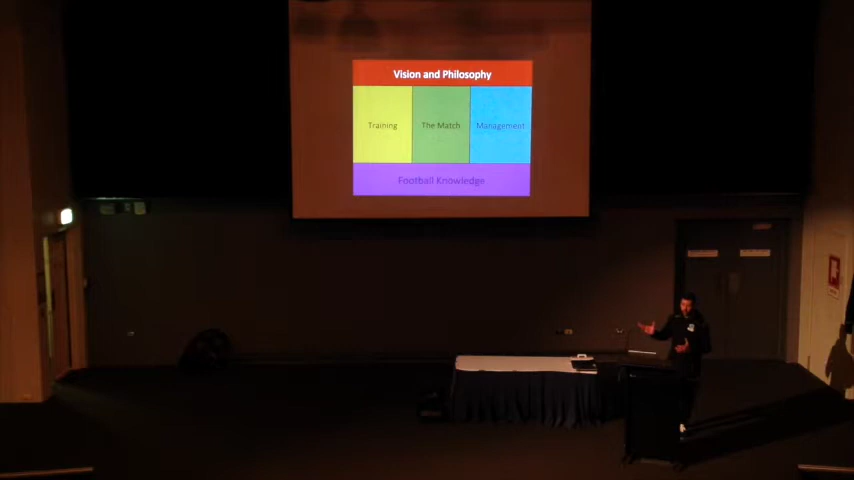 Vision and Philosophy
Training
The Match
Management
Football Knowledge